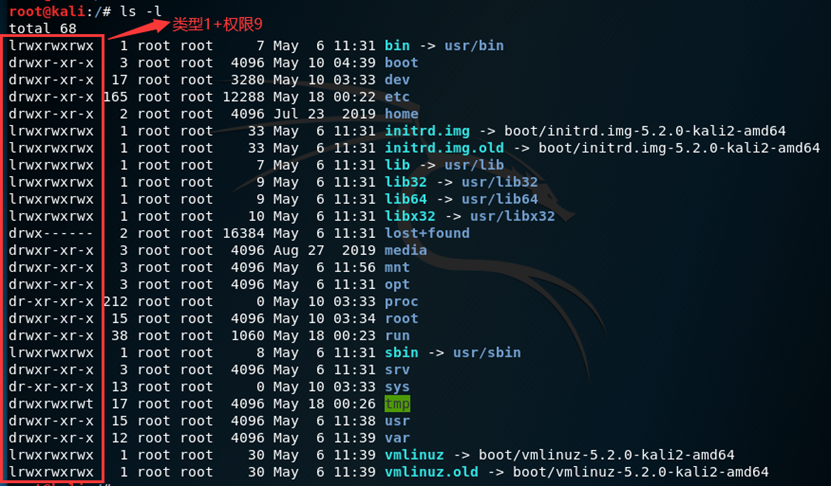 root@kali:/# ls -l
类型1+权限9
total 68
lrwxrwxrwx 1 root root 7 May 6 11:31 bin -> usr/bin
drwxr-xr-x 3 root root 4096 May 10 04:39 boot
drwxr-xr-x 17 root root 3280 May 10 03:33 dev
drwxr-xr-x 165 root root 12288 May 18 00:22 etc
drwxr-xr-x 2 root root 4096 Jul 23 2019 home
lrwxrwxrwx 1 root root 33 May 6 11:31 initrd.img -> boot/initrd.img-5.2.0-kali2-amd64
lrwxrwxrwx 1 root root 33 May 6 11:31 initrd.img.old -> boot/initrd.img-5.2.0-kali2-amd64
lrwxrwxrwx 1 root root 7 May 6 11:31 lib -> usr/lib
lrwxrwxrwx 1 root root 9 May 6 11:31 lib32 -> usr/lib32
lrwxrwxrwx 1 root root 9 May 6 11:31 lib64 -> usr/lib64
lrwxrwxrwx 1 root root 10 May 6 11:31 libx32 -> usr/libx32
drwx------ 2 root root 16384 May 6 11:31 lost+found
drwxr-xr-x 3 root root 4096 Aug 27 2019 media
drwxr-xr-x 3 root root 4096 May 6 11:56 mnt
drwxr-xr-x 3 root root 4096 May 6 11:31 opt
dr-xr-xr-x 212 root root 0 May 10 03:33 proc
drwxr-xr-x 15 root root 4096 May 10 03:34 root
drwxr-xr-x 38 root root 1060 May 18 00:23 run
lrwxrwxrwx 1 root root 8 May 6 11:31 sbin -> usr/sbin
drwxr-xr-x 3 root root 4096 May 6 11:31 srv
dr-xr-xr-x 13 root root 0 May 10 03:33 sys
drwxrwxrwt 17 root root 4096 May 18 00:26 tmp
drwxr-xr-x 15 root root 4096 May 6 11:38 usr
drwxr-xr-x 12 root root 4096 May 6 11:39 var
lrwxrwxrwx 1 root root 30 May 6 11:39 vmlinuz -> boot/vmlinuz-5.2.0-kali2-amd64
lrwxrwxrwx 1 root root 30 May 6 11:39 vmlinuz.old -> boot/vmlinuz-5.2.0-kali2-amd64